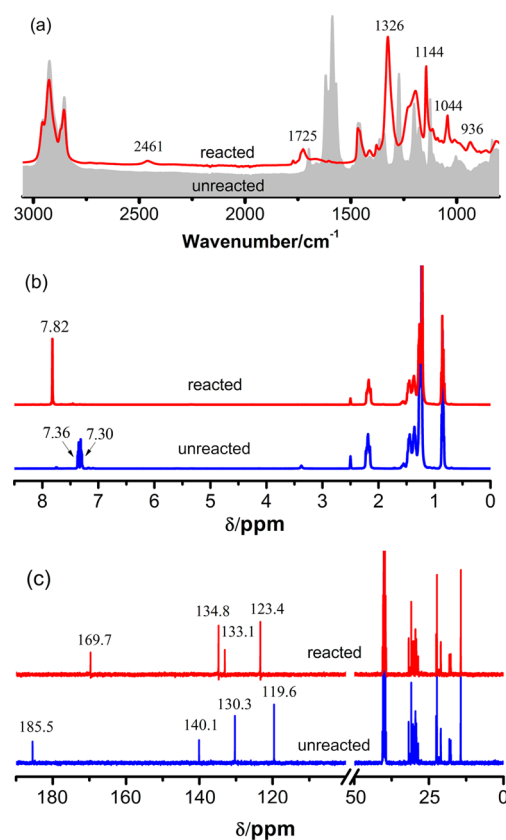 (a)
1326
1144
1044
936
2461
1725
reacted
unreacted
3000 2500 2000 1500 1000
Wavenumber/cm⁻¹
(b)
7.82
reacted
7.36 7.30
unreacted
8 7 6 5 4 3 2 1 0
δ/ppm
(c)
134.8 123.4
169.7 133.1
reacted
140.1 130.3 119.6
185.5
unreacted
190 180 160 140 120 50 25 0
δ/ppm